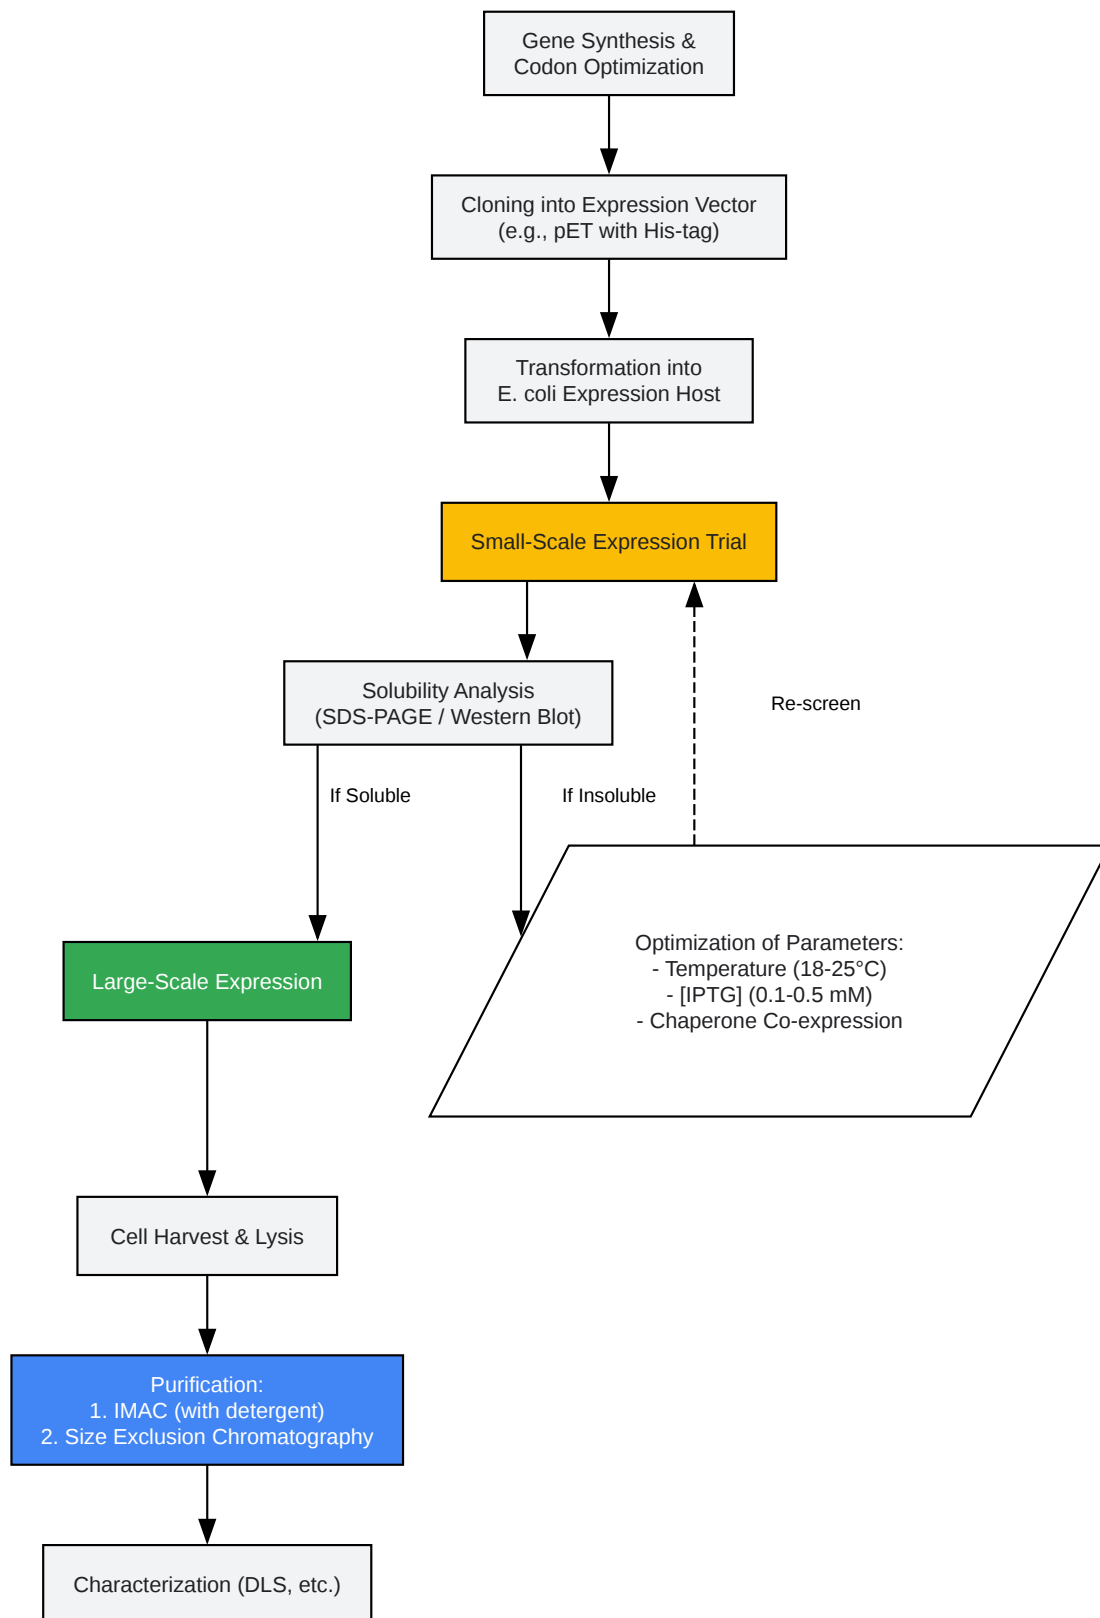 Gene Synthesis &
Codon Optimization
Cloning into Expression Vector
(e.g., pET with His-tag)
Transformation into
E. coli Expression Host
Small-Scale Expression Trial
Solubility Analysis
(SDS-PAGE / Western Blot)
Re-screen
If Soluble
If Insoluble
Optimization of Parameters:
- Temperature (18-25°C)
- [IPTG] (0.1-0.5 mM)
- Chaperone Co-expression
Large-Scale Expression
Cell Harvest & Lysis
Purification:
1. IMAC (with detergent)
2. Size Exclusion Chromatography
Characterization (DLS, etc.)